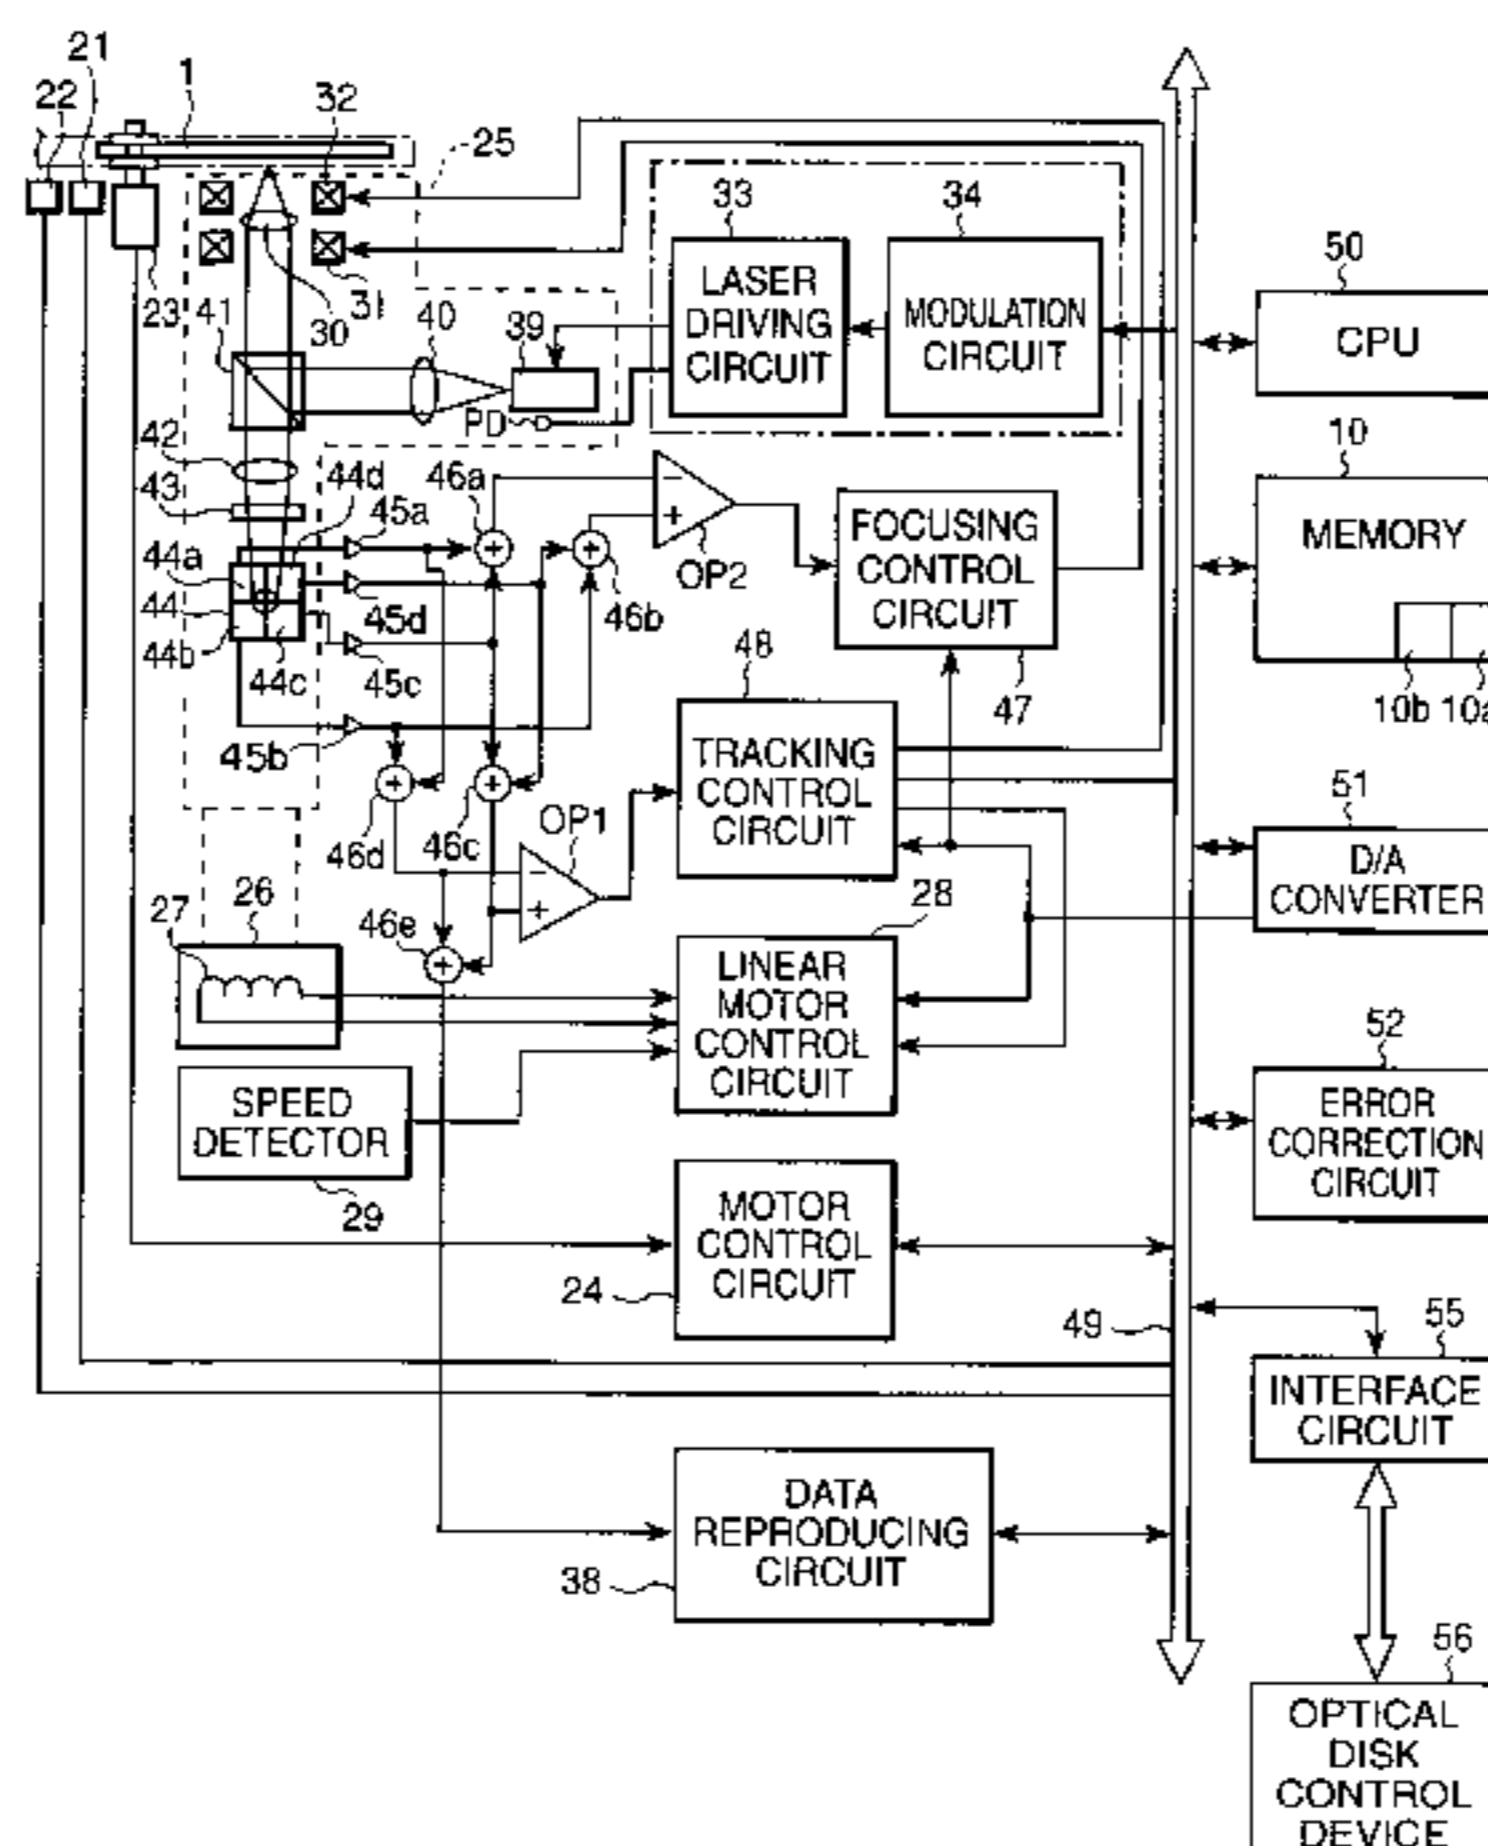 21
22
1
32
25
33
34
LASER
DRIVING
CIRCUIT
MODULATION
CIRCUIT
50
CPU
23
41
30
31
40
39
PD
10
MEMORY
10b
42
43
44d
46a
45a
44a
44
44b
44c
45d
45c
45b
46b
OP2
FOCUSING
CONTROL
CIRCUIT
47
48
TRACKING
CONTROL
CIRCUIT
51
D/A
CONVERTER
46d
46c
OP1
46e
27
26
28
LINEAR
MOTOR
CONTROL
CIRCUIT
52
ERROR
CORRECTION
CIRCUIT
SPEED
DETECTOR
29
MOTOR
CONTROL
CIRCUIT
24
49
55
INTERFACE
CIRCUIT
DATA
REPRODUCING
CIRCUIT
38
56
OPTICAL
DISK
CONTROL
DEVICE
-
+
-
+
+
+
+
+
+